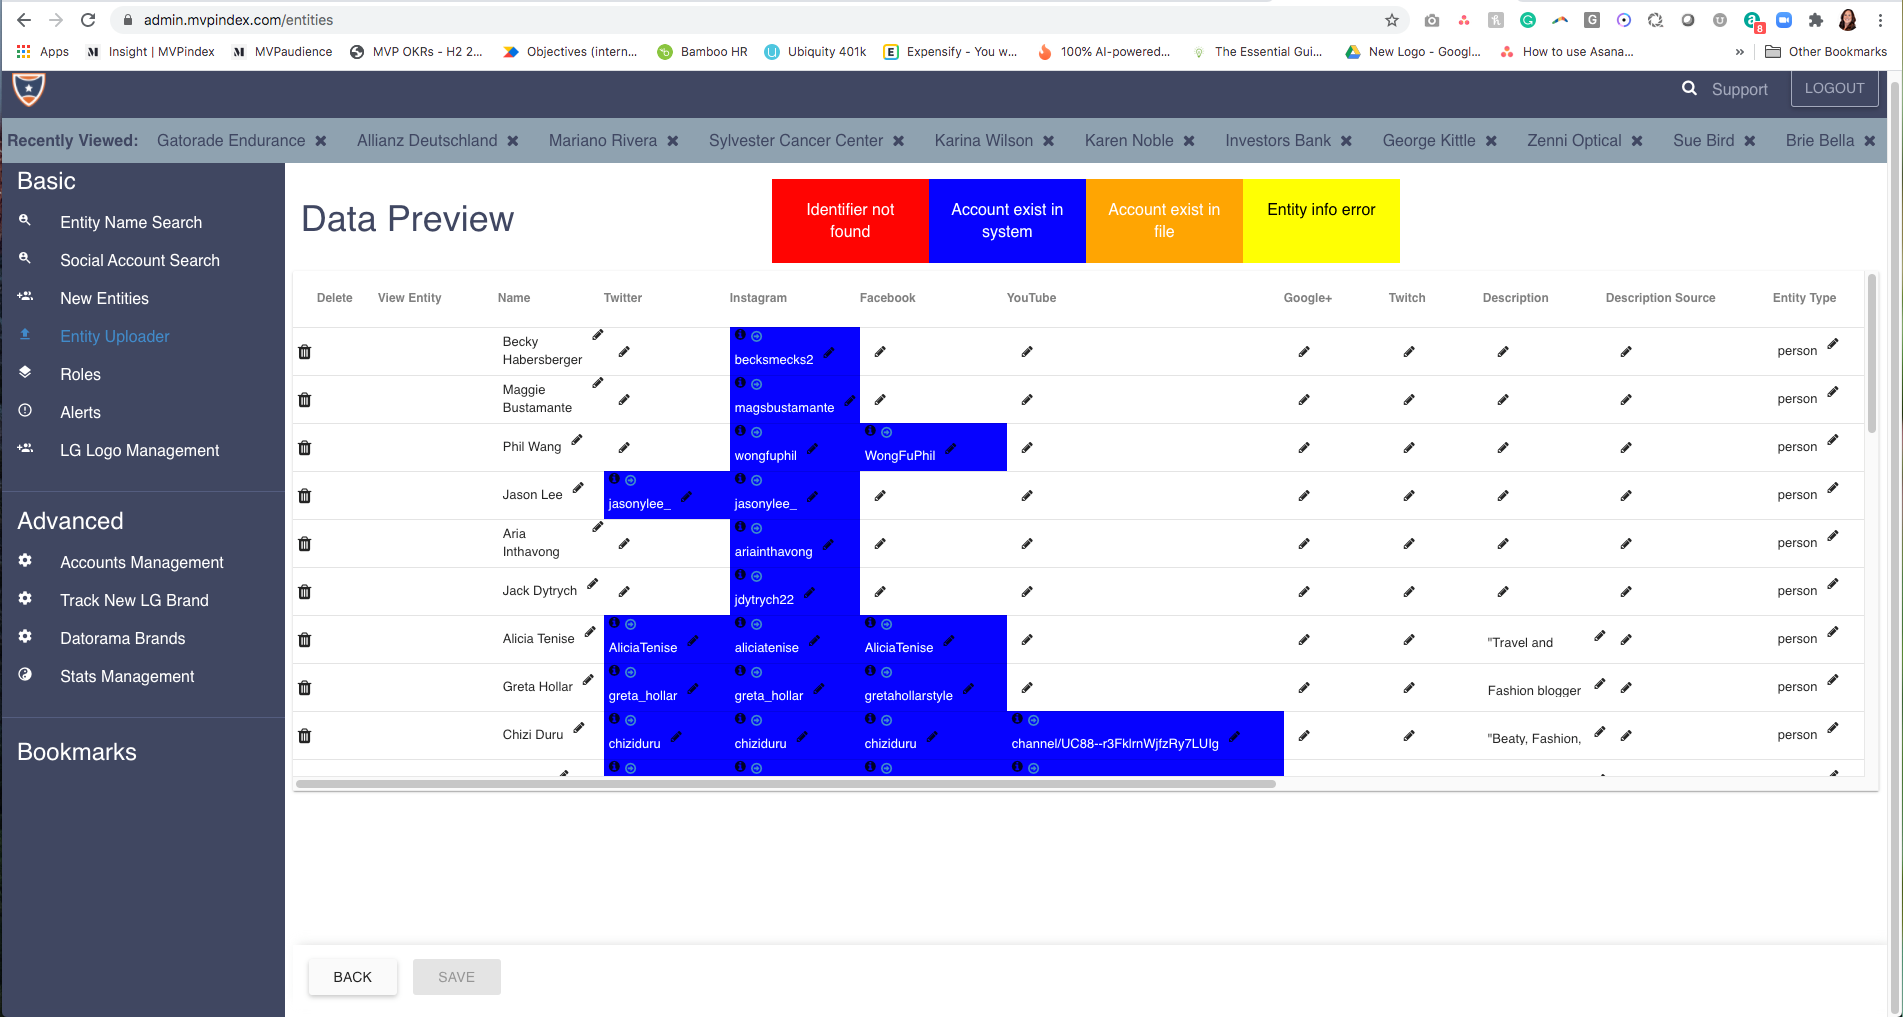 admin.mvpindex.com/entities
8
Apps
Insight | MVPindex
MVPaudience
MVP OKRs - H2 2...
Objectives (intern...
Bamboo HR
Ubiquity 401k
Expensify - You w...
100% AI-powered...
The Essential Gui...
New Logo - Googl...
How to use Asana...
»
Other Bookmarks
Support
LOGOUT
Recently Viewed: Gatorade Endurance Allianz Deutschland Mariano Rivera Sylvester Cancer Center Karina Wilson Karen Noble Investors Bank George Kittle Zenni Optical Sue Bird Brie Bella
Basic
Entity Name Search
Social Account Search
New Entities
Entity Uploader
Roles
Alerts
LG Logo Management
Advanced
Accounts Management
Track New LG Brand
Datorama Brands
Stats Management
Bookmarks
Data Preview
Identifier not
found
Account exist in
system
Account exist in
file
Entity info error
Delete View Entity Name Twitter Instagram Facebook YouTube Google+ Twitch Description Description Source Entity Type
Becky
Habersberger
becksmecks2
person
Maggie
Bustamante
magsbustamante
person
Phil Wang
wongfuphil
WongFuPhil
person
Jason Lee
jasonylee_
jasonylee_
person
Aria
Inthavong
ariainthavong
person
Jack Dytrych
jdytrych22
person
Alicia Tenise
AliciaTenise
aliciatenise
AliciaTenise
"Travel and
person
Greta Hollar
greta_hollar
greta_hollar
gretahollarstyle
Fashion blogger
person
Chizi Duru
chiziduru
chiziduru
chiziduru
channel/UC88--r3FklrnWjfzRy7LUIg
"Beaty, Fashion,
person
BACK
SAVE